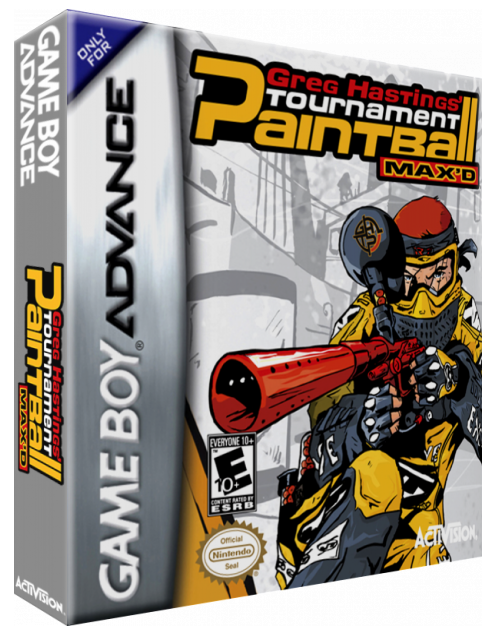 GAME BOY
ADVANCE
Greg Hastings'
Tournament
Paintball
MAX'D
ACTIVISION
ONLY
FOR
GAME BOY ADVANCE
Greg Hastings'
Tournament
Paintball
MAX'D
EVERYONE 10+
E
10+
CONTENT RATED BY
ESRB
Official
Nintendo
Seal
ACTIVISION